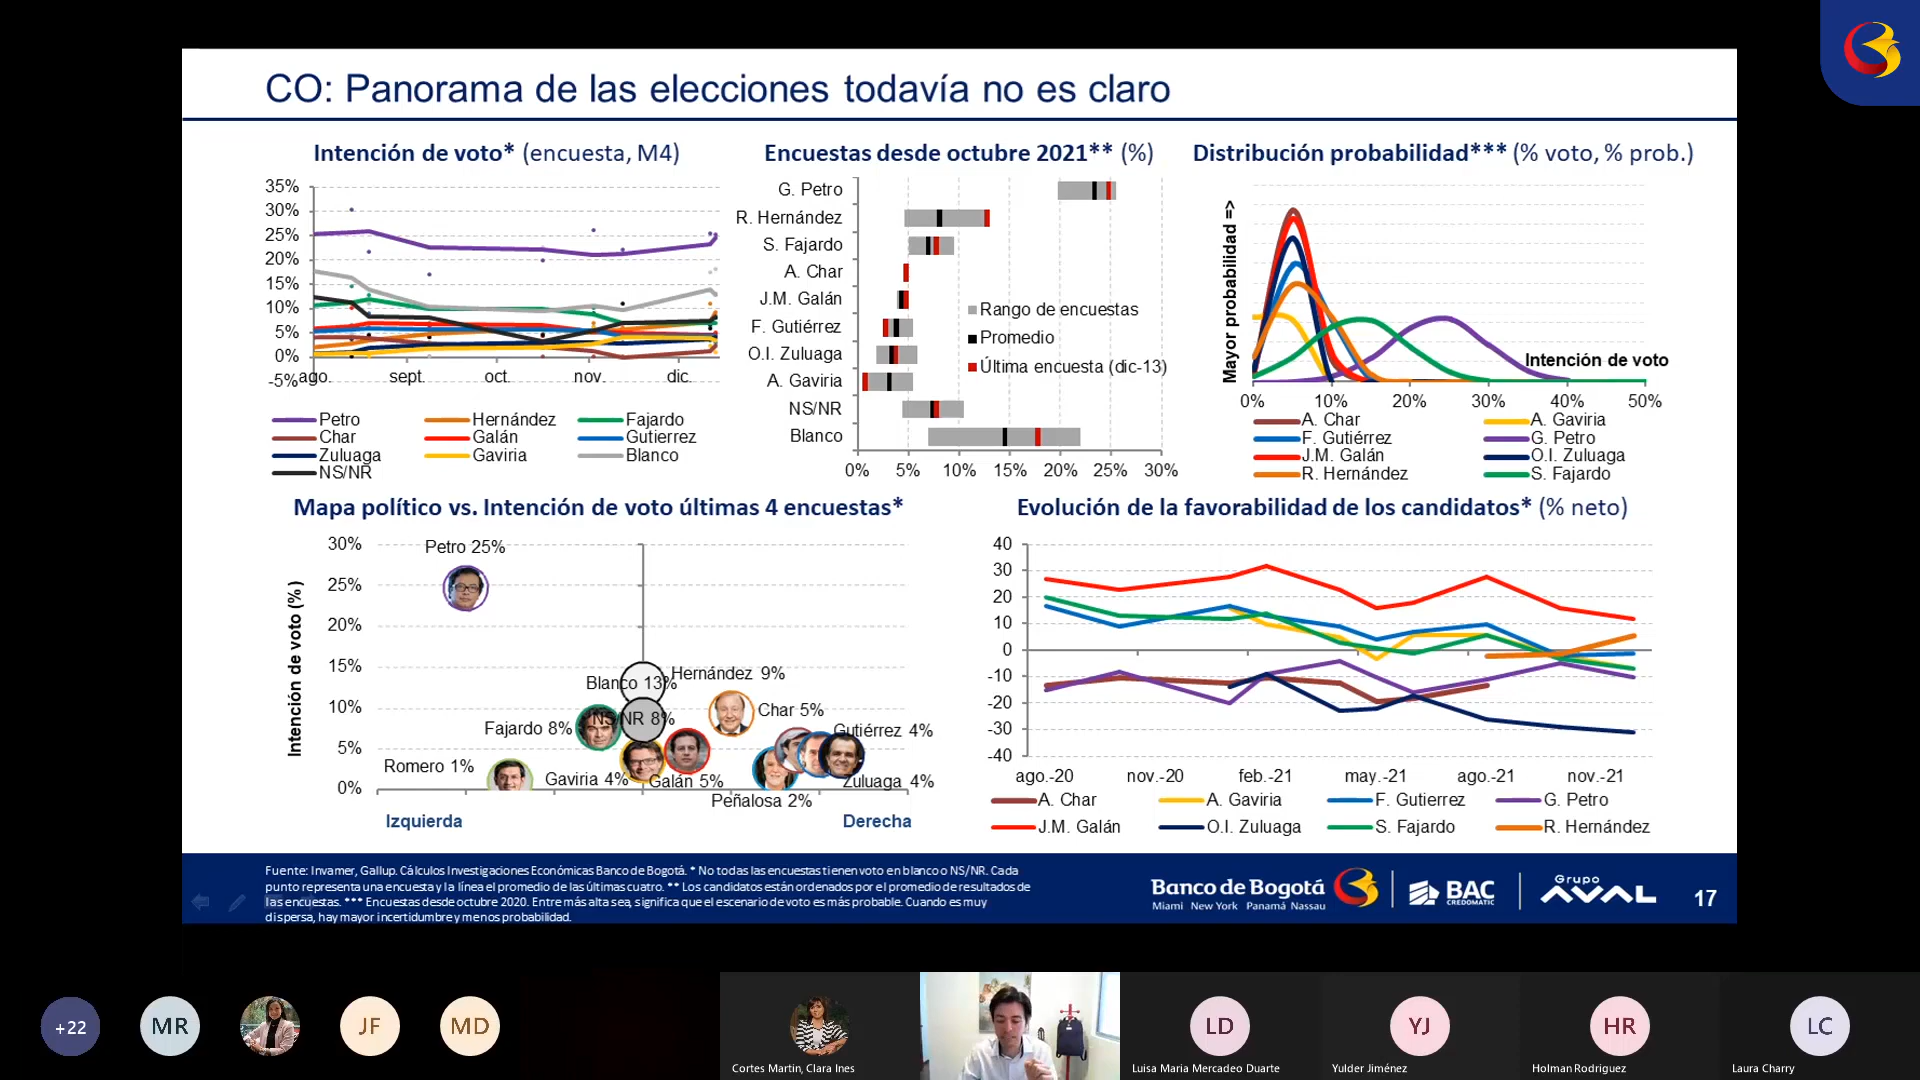 CO: Panorama de las elecciones todavía no es claro
Intención de voto* (encuesta, M4)
35%
30%
25%
20%
15%
10%
5%
0%
-5%
ago. sept. oct. nov. dic.
Petro Hernández Fajardo
Char Galán Gutierrez
Zuluaga Gaviria Blanco
NS/NR
Encuestas desde octubre 2021** (%)
G. Petro
R. Hernández
S. Fajardo
A. Char
J.M. Galán
F. Gutiérrez
O.I. Zuluaga
A. Gaviria
NS/NR
Blanco
Rango de encuestas
Promedio
Última encuesta (dic-13)
0% 5% 10% 15% 20% 25% 30%
Distribución probabilidad*** (% voto, % prob.)
Mayor probabilidad =>
Intención de voto
0% 10% 20% 30% 40% 50%
A. Char A. Gaviria
F. Gutiérrez G. Petro
J.M. Galán O.I. Zuluaga
R. Hernández S. Fajardo
Mapa político vs. Intención de voto últimas 4 encuestas*
Intención de voto (%)
30%
25%
20%
15%
10%
5%
0%
Petro 25%
Hernández 9%
Blanco 13%
Char 5%
NS/NR 8%
Fajardo 8%
Gutiérrez 4%
Romero 1%
Gaviria 4%
Galán 5%
Zuluaga 4%
Peñalosa 2%
Izquierda Derecha
Evolución de la favorabilidad de los candidatos* (% neto)
40
30
20
10
0
-10
-20
-30
-40
ago.-20 nov.-20 feb.-21 may.-21 ago.-21 nov.-21
A. Char A. Gaviria F. Gutierrez G. Petro
J.M. Galán O.I. Zuluaga S. Fajardo R. Hernández
Fuente: Invamer, Gallup. Cálculos Investigaciones Económicas Banco de Bogotá. * No todas las encuestas tienen voto en blanco o NS/NR. Cada
punto representa una encuesta y la línea el promedio de las últimas cuatro. ** Los candidatos están ordenados por el promedio de resultados de
las encuestas. *** Encuestas desde octubre 2020. Entre más alta sea, significa que el escenario de voto es más probable. Cuando es muy
dispersa, hay mayor incertidumbre y menos probabilidad.
Banco de Bogotá
Miami New York Panamá Nassau
BAC
CREDOMATIC
Grupo
AVAL
17
+22
MR
JF
MD
LD
YJ
HR
LC
Cortes Martin, Clara Ines
Luisa Maria Mercadeo Duarte
Yulder Jiménez
Holman Rodriguez
Laura Charry